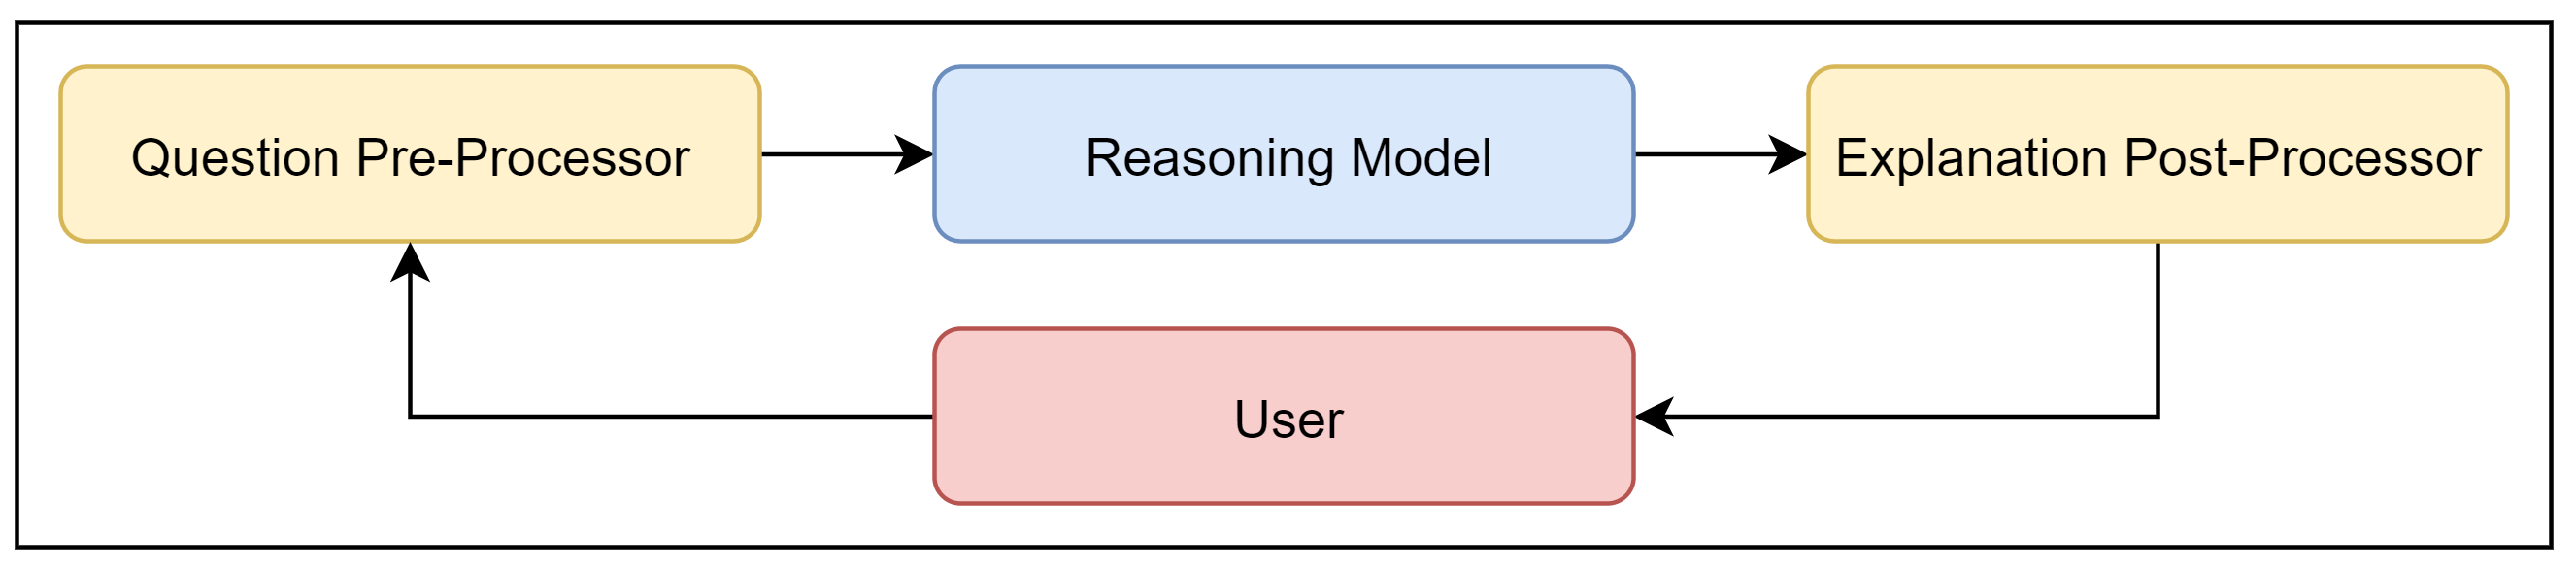 Question Pre-Processor
Reasoning Model
Explanation Post-Processor
User